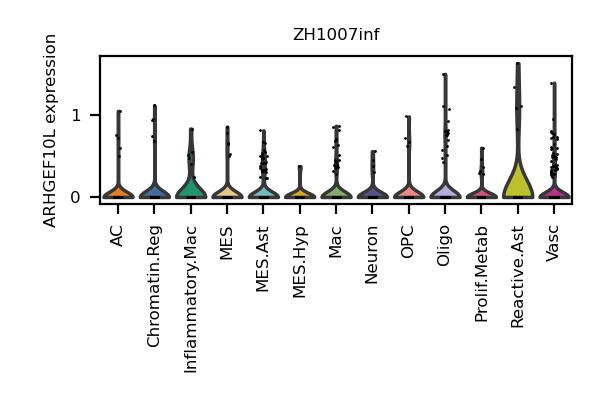 ZH1007inf
ARHGEF10L expression
1
0
AC
Chromatin.Reg
Inflammatory.Mac
MES
MES.Ast
MES.Hyp
Mac
Neuron
OPC
Oligo
Prolif.Metab
Reactive.Ast
Vasc